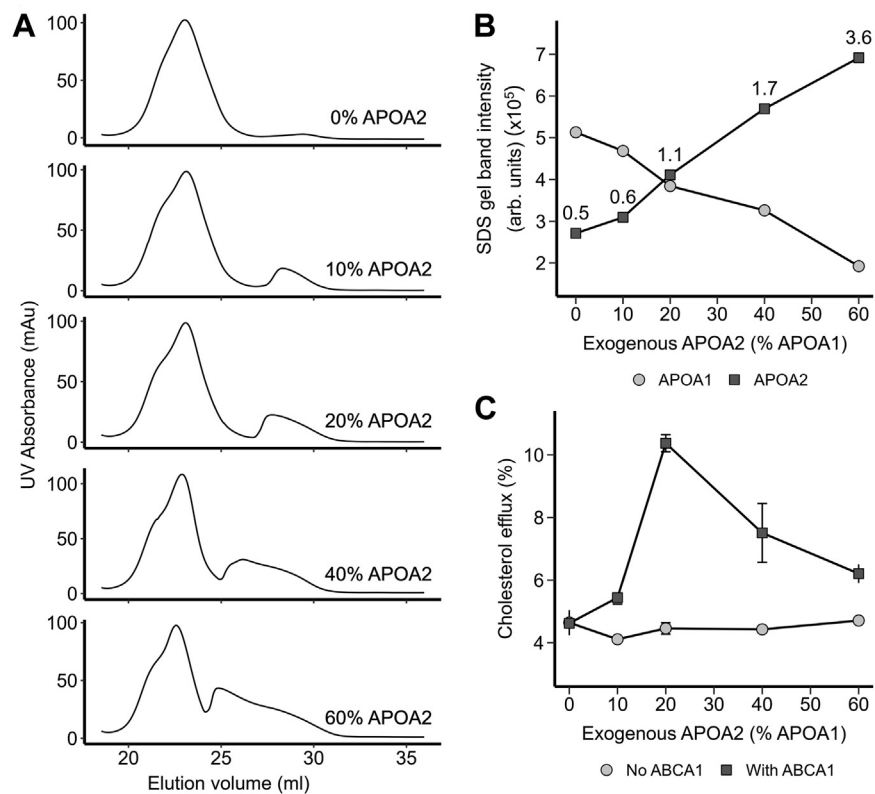 A
100
50
0
0% APOA2
100
50
0
10% APOA2
100
50
0
20% APOA2
100
50
0
40% APOA2
100
50
0
60% APOA2
20
25
30
35
UV Absorbance (mAu)
Elution volume (ml)
B
SDS gel band intensity
(arb. units) (x10⁵)
7
6
5
4
3
2
0.5
0.6
1.1
1.7
3.6
0 10 20 30 40 50 60
Exogenous APOA2 (% APOA1)
APOA1 APOA2
C
Cholesterol efflux (%)
10
8
6
4
0 10 20 30 40 50 60
Exogenous APOA2 (% APOA1)
No ABCA1 With ABCA1